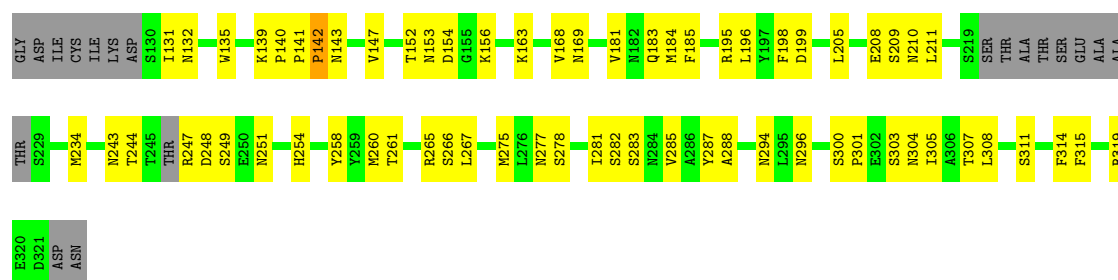 GLY ASP ILE CYS ILE LYS ASP S130 I131 N132 W135 K139 P140 P141 P142 N143 V147 T152 N153 D154 G155 K156 K163 V168 N169 V181 N182 Q183 M184 F185 R195 L196 Y197 F198 D199 L205 E208 S209 N210 L211 S219 SER THR ALA THR SER GLU ALA ALA
THR S229 M234 N243 T244 T245 THR R247 D248 S249 E250 N251 H254 Y258 Y259 M260 T261 R265 S266 L267 M275 L276 N277 S278 I281 S282 S283 N284 V285 A286 Y287 A288 N294 L295 N296 S300 P301 E302 S303 N304 I305 A306 T307 L308 S311 F314 F315
E320 D321 ASP ASN